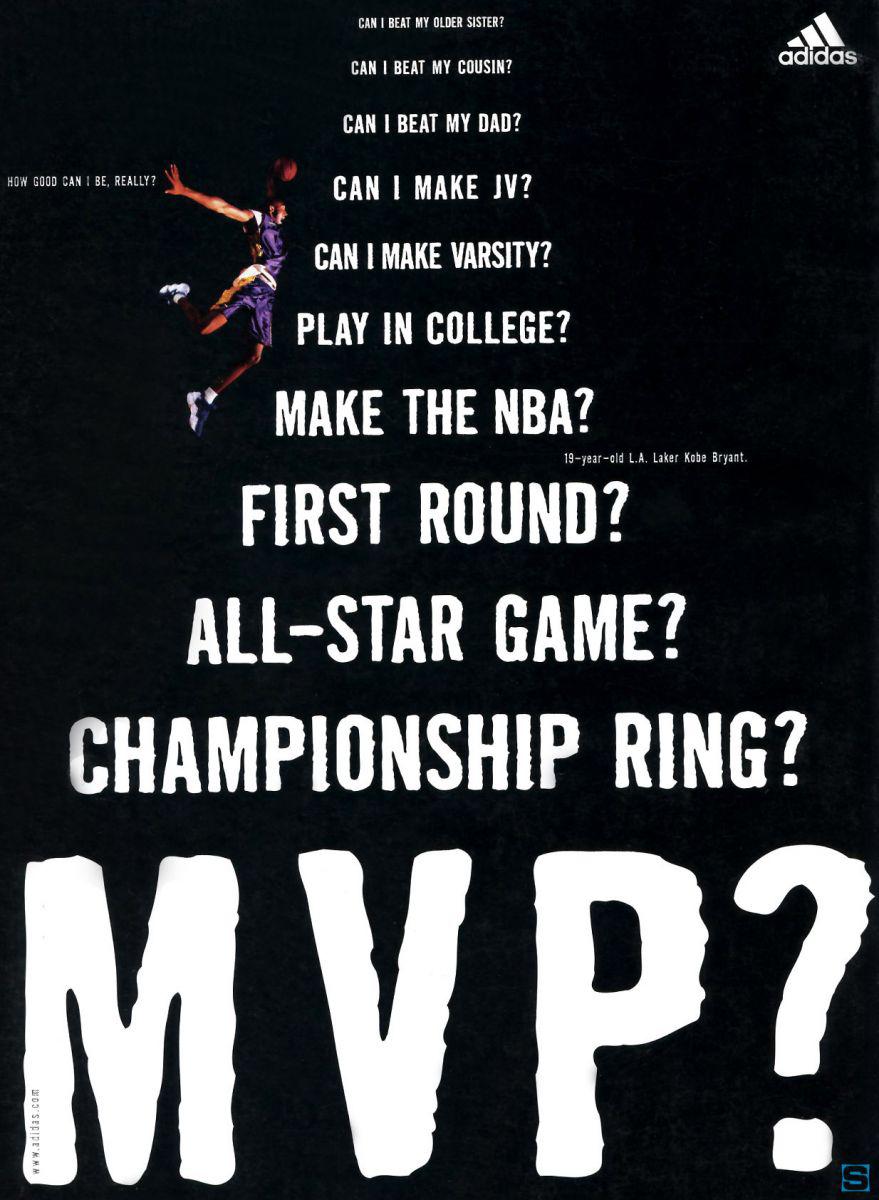 CAN I BEAT MY OLDER SISTER?
adidas
CAN I BEAT MY COUSIN?
CAN I BEAT MY DAD?
HOW GOOD CAN I BE, REALLY?
CAN I MAKE JV?
CAN I MAKE VARSITY?
PLAY IN COLLEGE?
MAKE THE NBA?
19-year-old L.A. Laker Kobe Bryant.
FIRST ROUND?
ALL-STAR GAME?
CHAMPIONSHIP RING?
MVP?
www.adidas.com
S